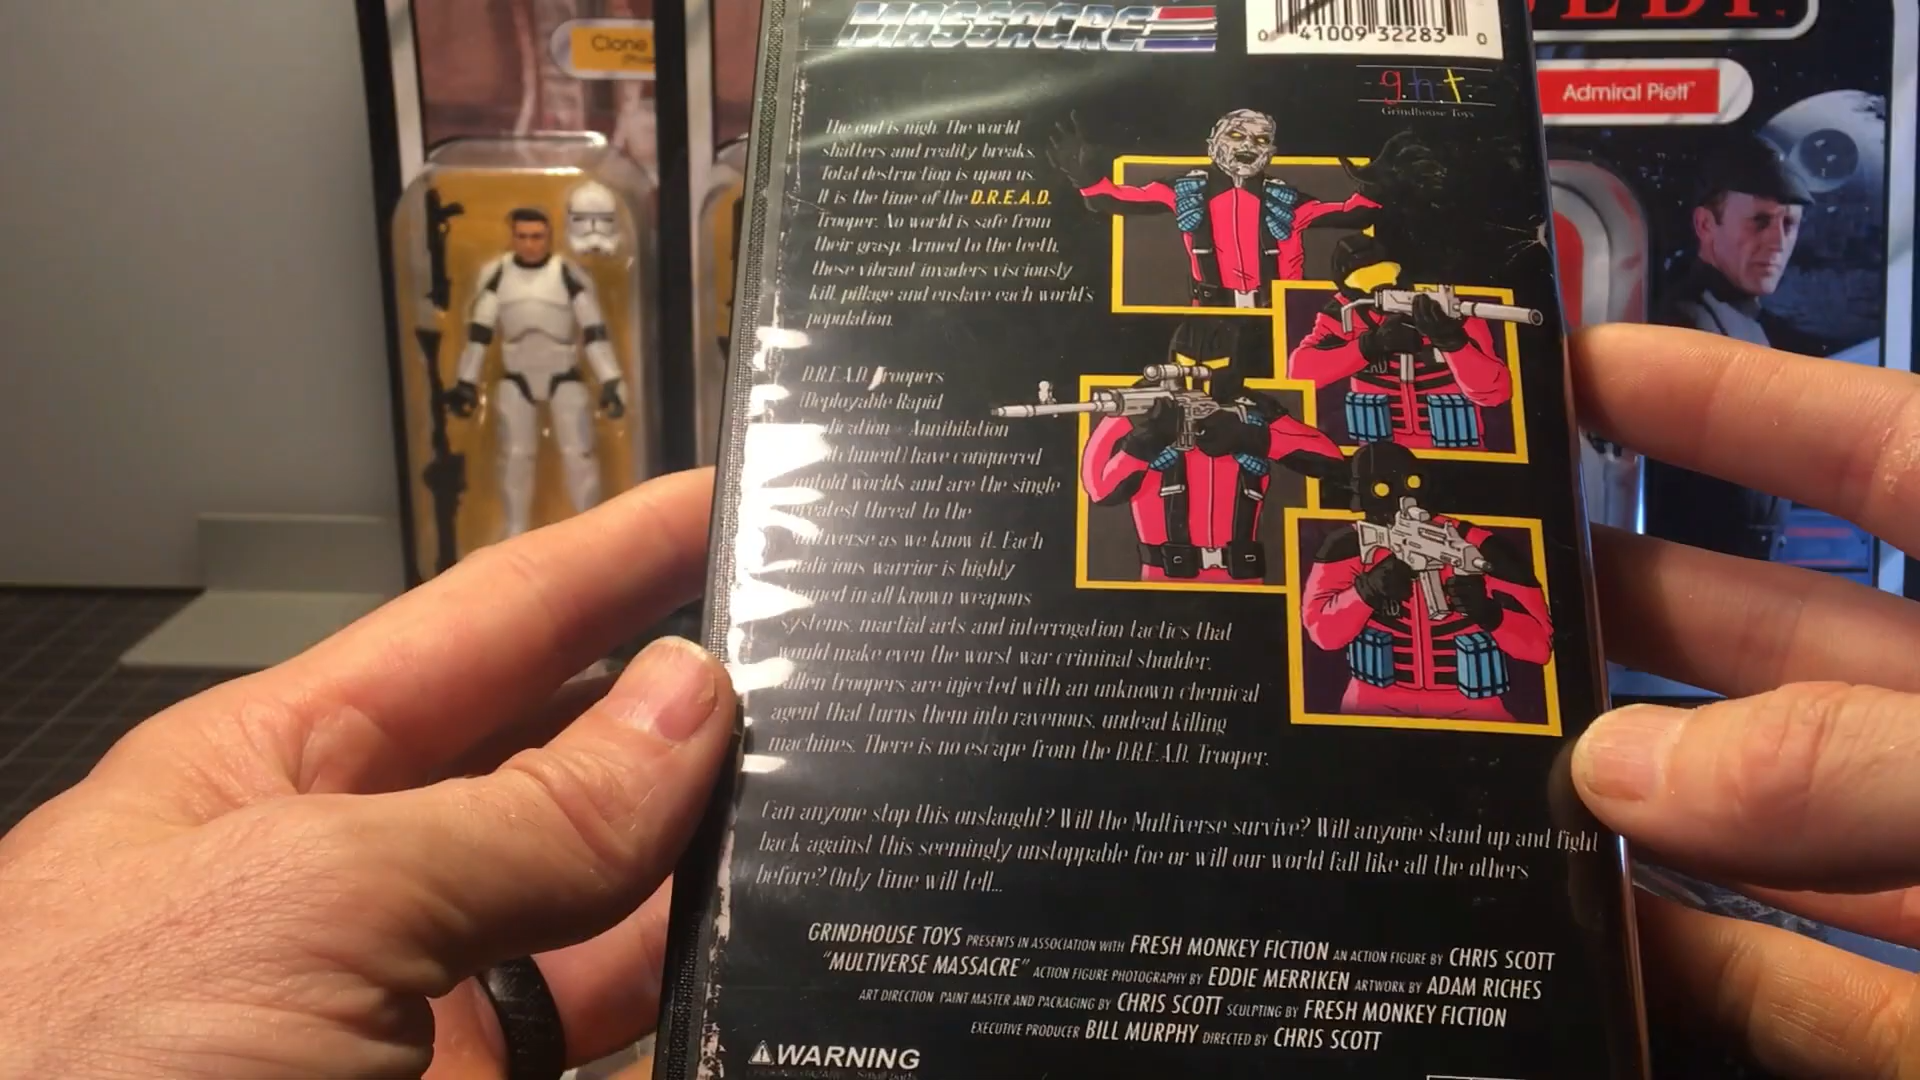 Clone
JEDI
Admiral Piett
MASSACRE
0 41009 32283 0
g.h.t.
Grindhouse Toys
The end is nigh. The world
shatters and reality breaks.
Total destruction is upon us.
It is the time of the D.R.E.A.D.
Trooper. No world is safe from
their grasp. Armed to the teeth,
these vibrant invaders visciously
kill, pillage and enslave each world's
population.
D.R.E.A.D. Troopers
(Deployable Rapid
Annihilation
have conquered
untold worlds and are the single
greatest threat to the
multiverse as we know it. Each
malicious warrior is highly
trained in all known weapons
systems, martial arts and interrogation tactics that
would make even the worst war criminal shudder.
Fallen troopers are injected with an unknown chemical
agent that turns them into ravenous, undead killing
machines. There is no escape from the D.R.E.A.D. Trooper.
Can anyone stop this onslaught? Will the Multiverse survive? Will anyone stand up and fight
back against this seemingly unstoppable foe or will our world fall like all the others
before? Only time will tell...
GRINDHOUSE TOYS PRESENTS IN ASSOCIATION WITH FRESH MONKEY FICTION AN ACTION FIGURE BY CHRIS SCOTT
"MULTIVERSE MASSACRE" ACTION FIGURE PHOTOGRAPHY BY EDDIE MERRIKEN ARTWORK BY ADAM RICHES
ART DIRECTION PAINT MASTER AND PACKAGING BY CHRIS SCOTT SCULPTING BY FRESH MONKEY FICTION
EXECUTIVE PRODUCER BILL MURPHY DIRECTED BY CHRIS SCOTT
WARNING